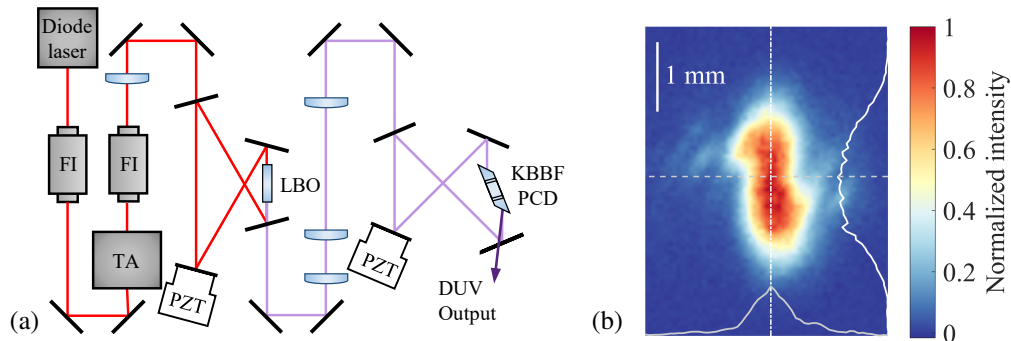 Diode
laser
FI
FI
TA
PZT
LBO
PZT
KBBF
PCD
DUV
Output
(a)
1 mm
(b)
1
0.8
0.6
0.4
0.2
0
Normalized intensity